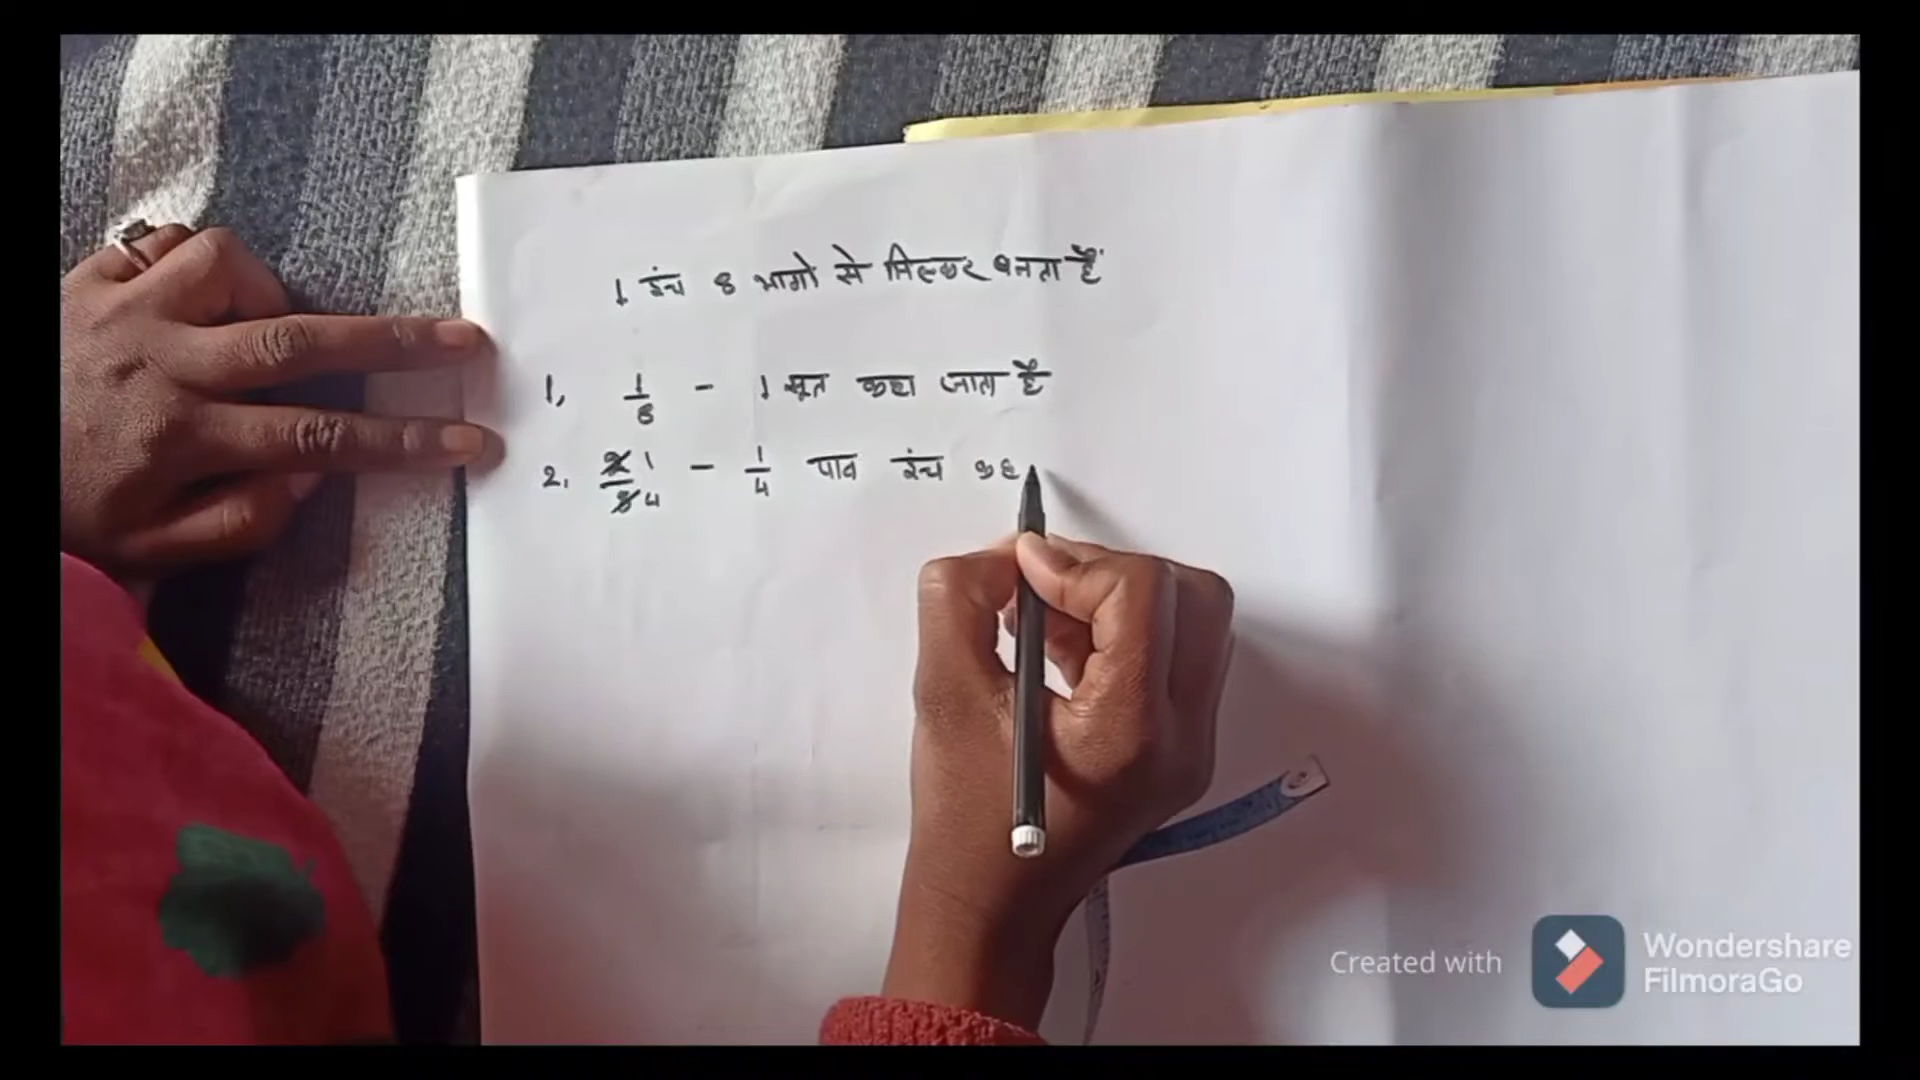 1 इंच 8 भागो से मिलकर बनता हैं
1, 1/8 - 1 सूत कहा जाता है
2. 2/8 1/4 - 1/4 पाव इंच कह
Created with Wondershare FilmoraGo